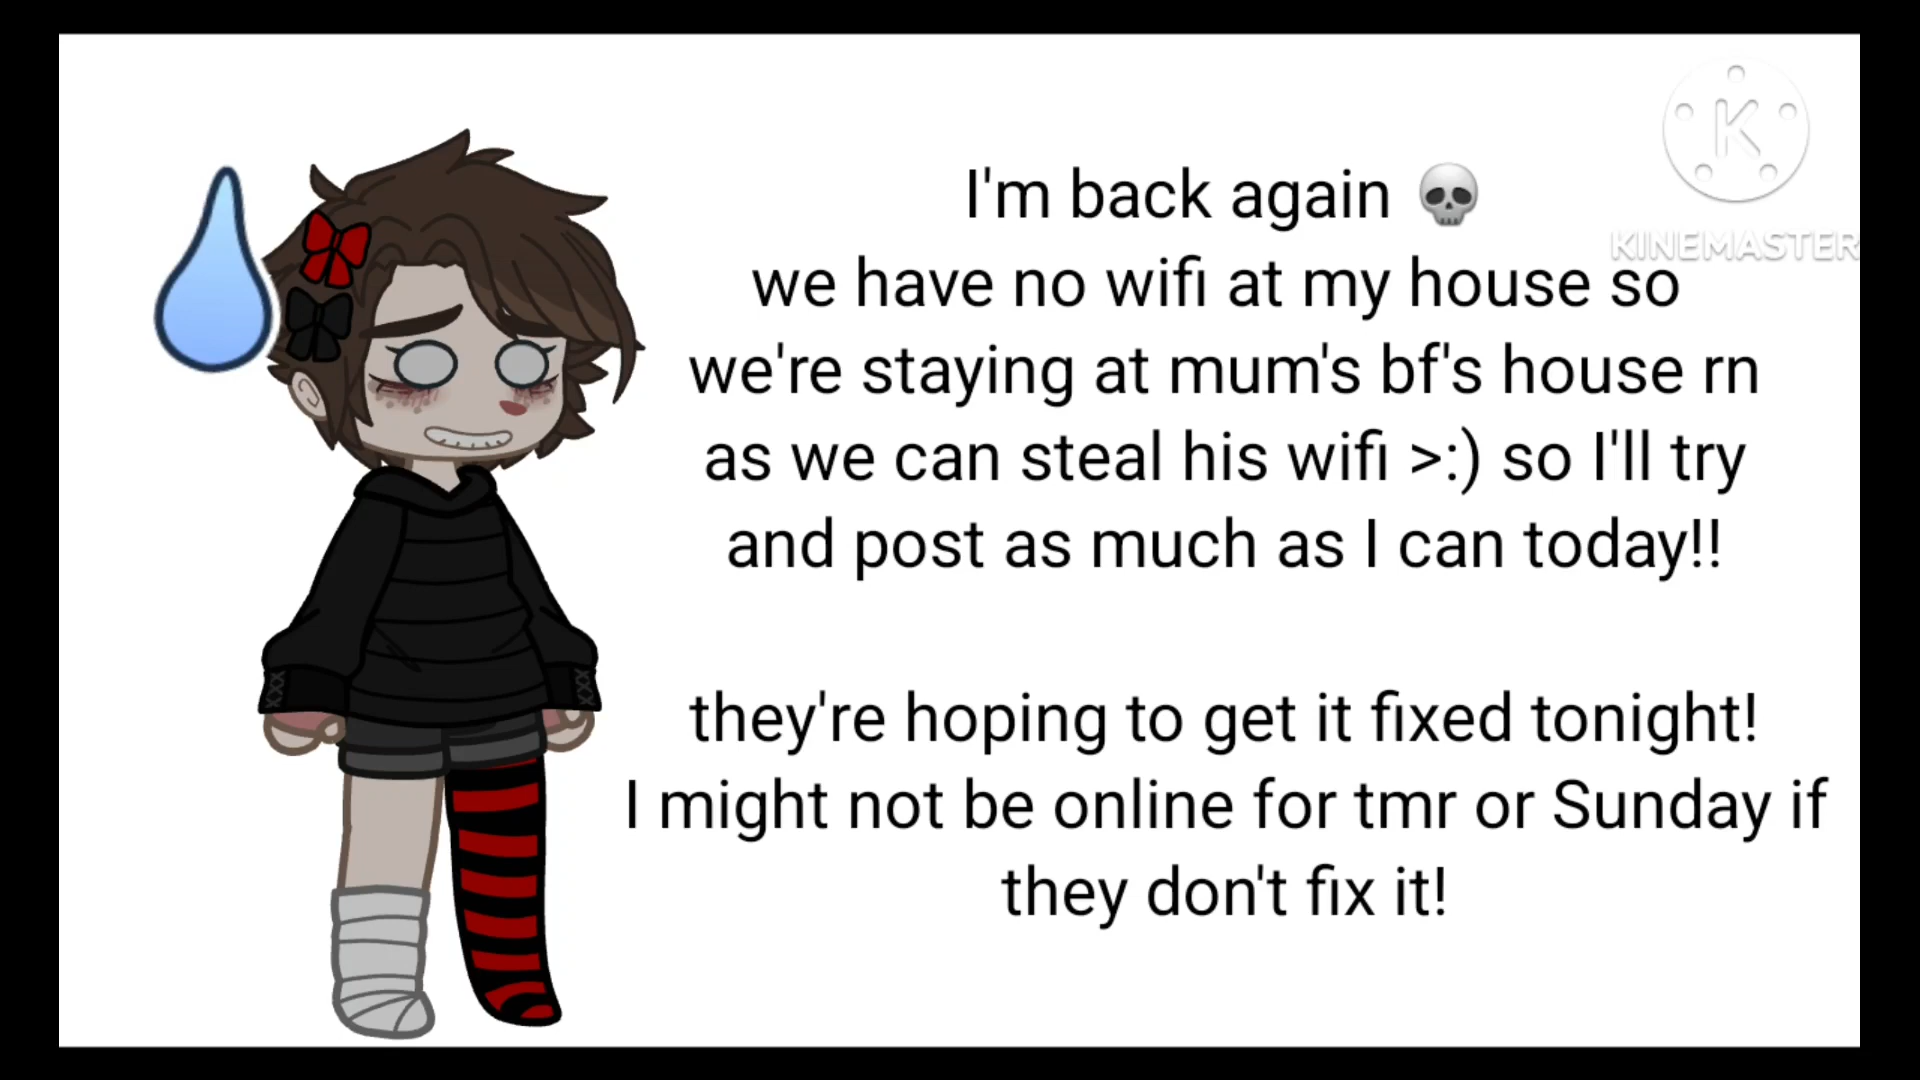 I'm back again 💀
we have no wifi at my house so
we're staying at mum's bf's house rn
as we can steal his wifi >:) so I'll try
and post as much as I can today!!
they're hoping to get it fixed tonight!
I might not be online for tmr or Sunday if
they don't fix it!
K
KINEMASTER